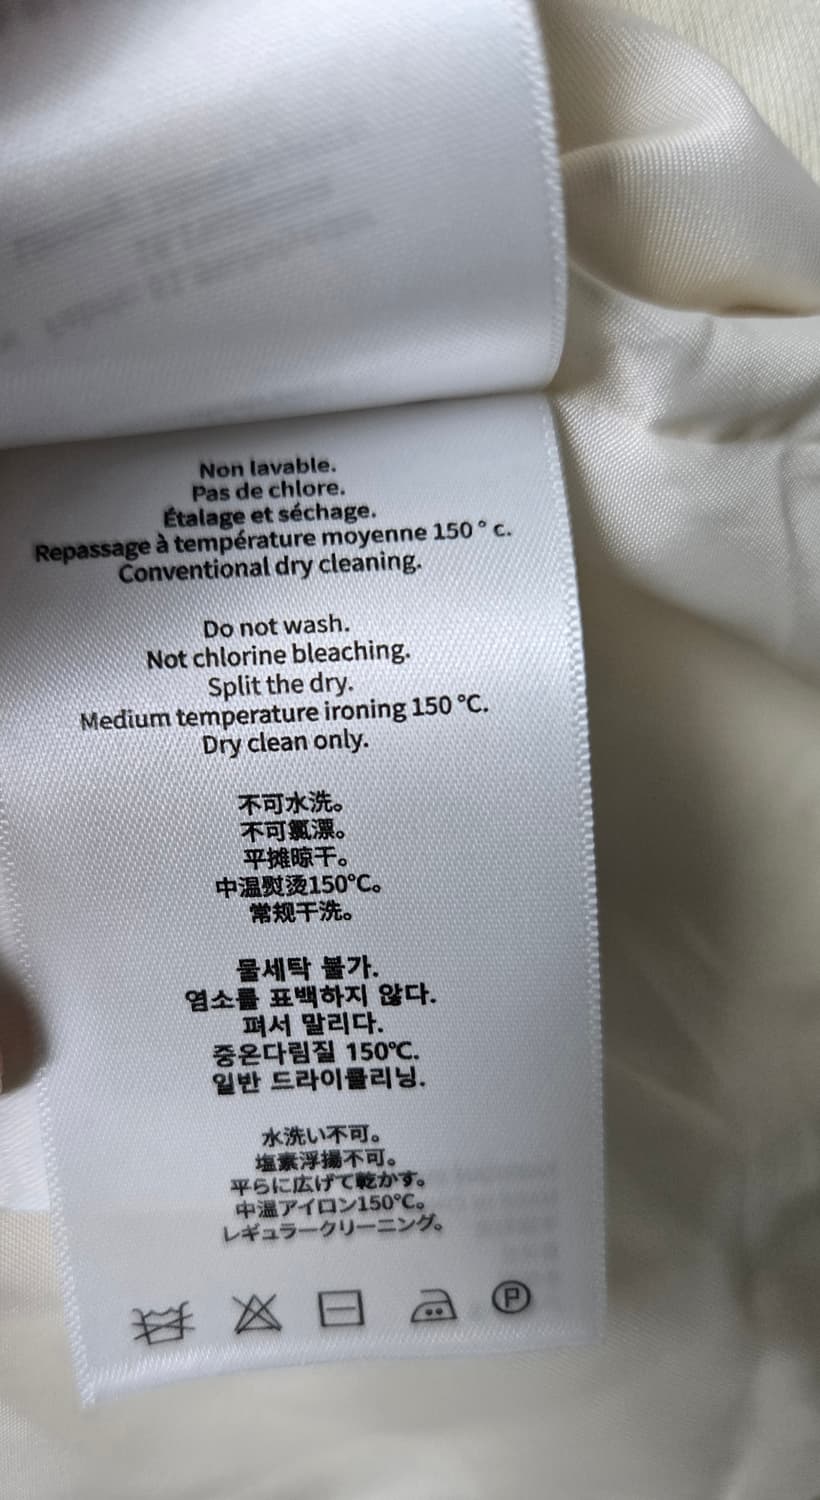 Non lavable.
Pas de chlore.
Étalage et séchage.
Repassage à température moyenne 150 ° c.
Conventional dry cleaning.
Do not wash.
Not chlorine bleaching.
Split the dry.
Medium temperature ironing 150 °C.
Dry clean only.
不可水洗。
不可氯漂。
平摊晾干。
中温熨烫150℃。
常规干洗。
물세탁 불가.
염소를 표백하지 않다.
펴서 말리다.
중온다림질 150℃.
일반 드라이클리닝.
水洗い不可。
塩素浮揚不可。
平らに広げて乾かす。
中温アイロン150℃。
レギュラークリーニング。
P